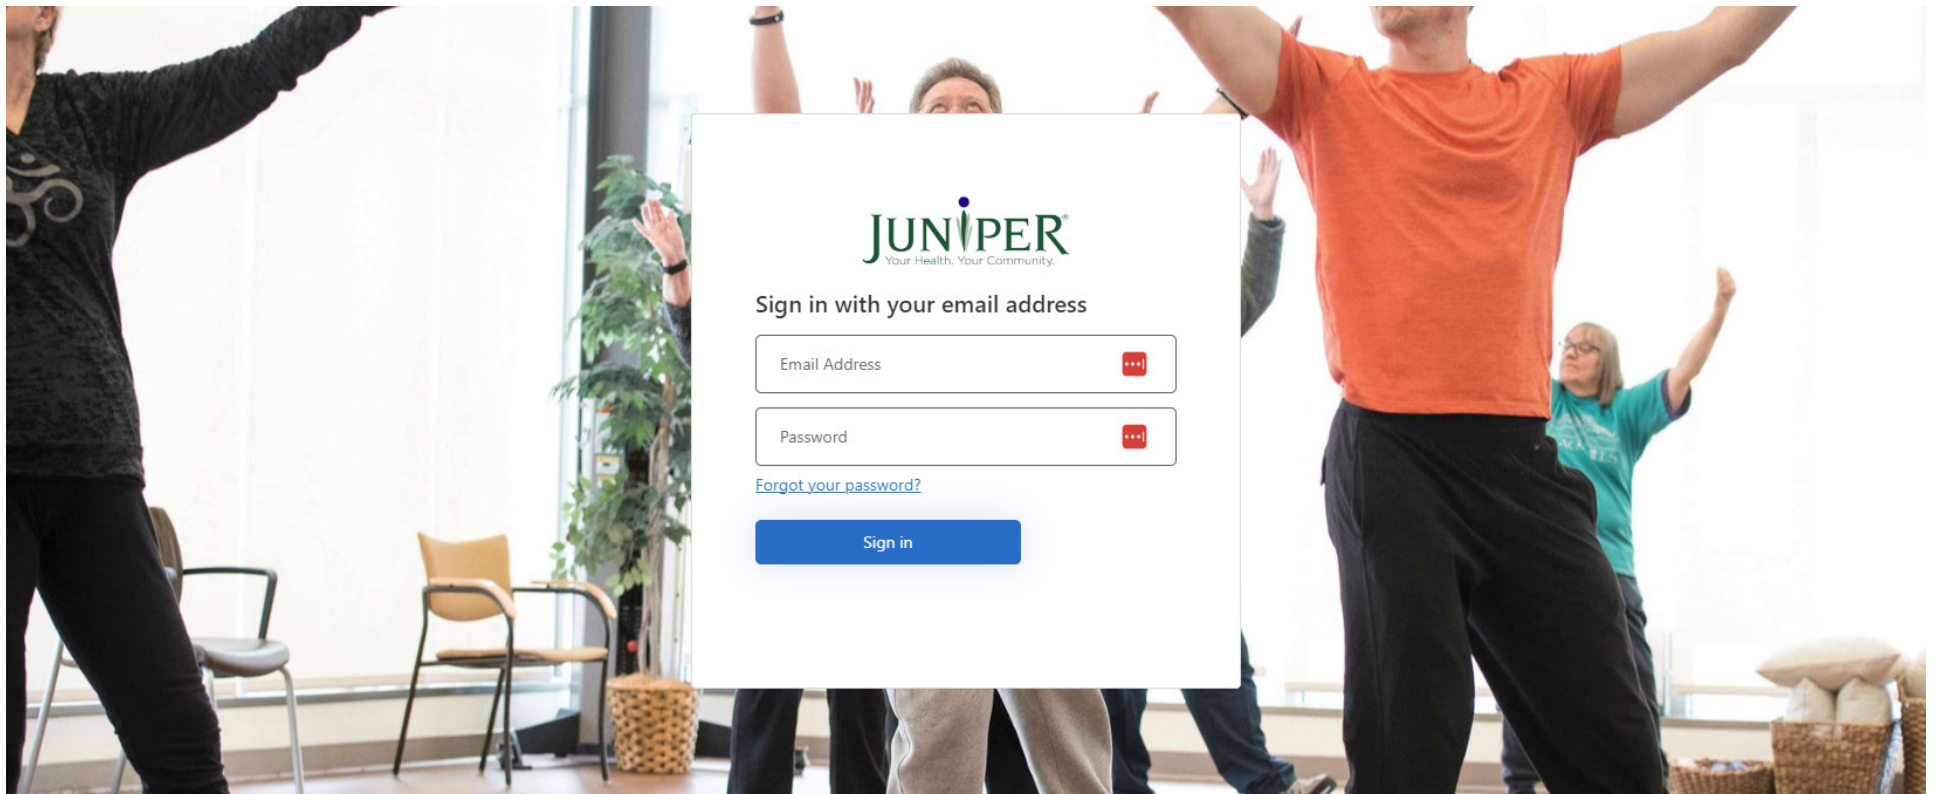 JUNIPER®
Your Health. Your Community.
Sign in with your email address
Email Address
Password
Forgot your password?
Sign in